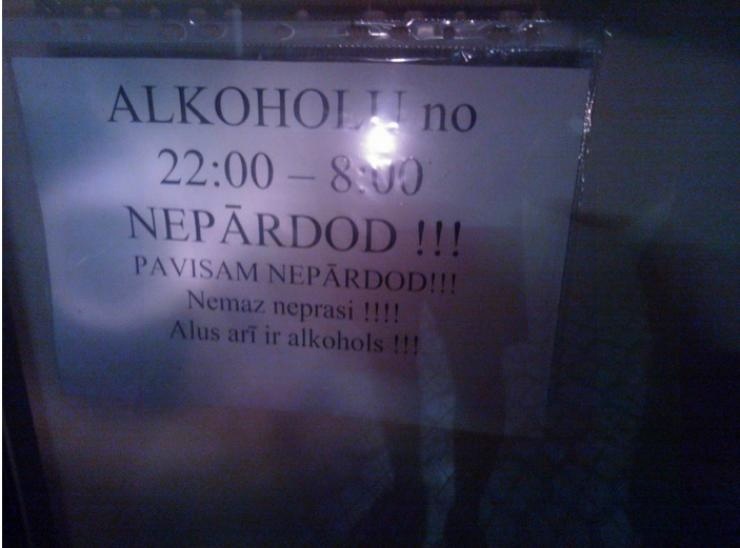 ALKOHOLU no
22:00 – 8:00
NEPĀRDOD !!!
PAVISAM NEPĀRDOD!!!
Nemaz neprasi !!!!
Alus arī ir alkohols !!!